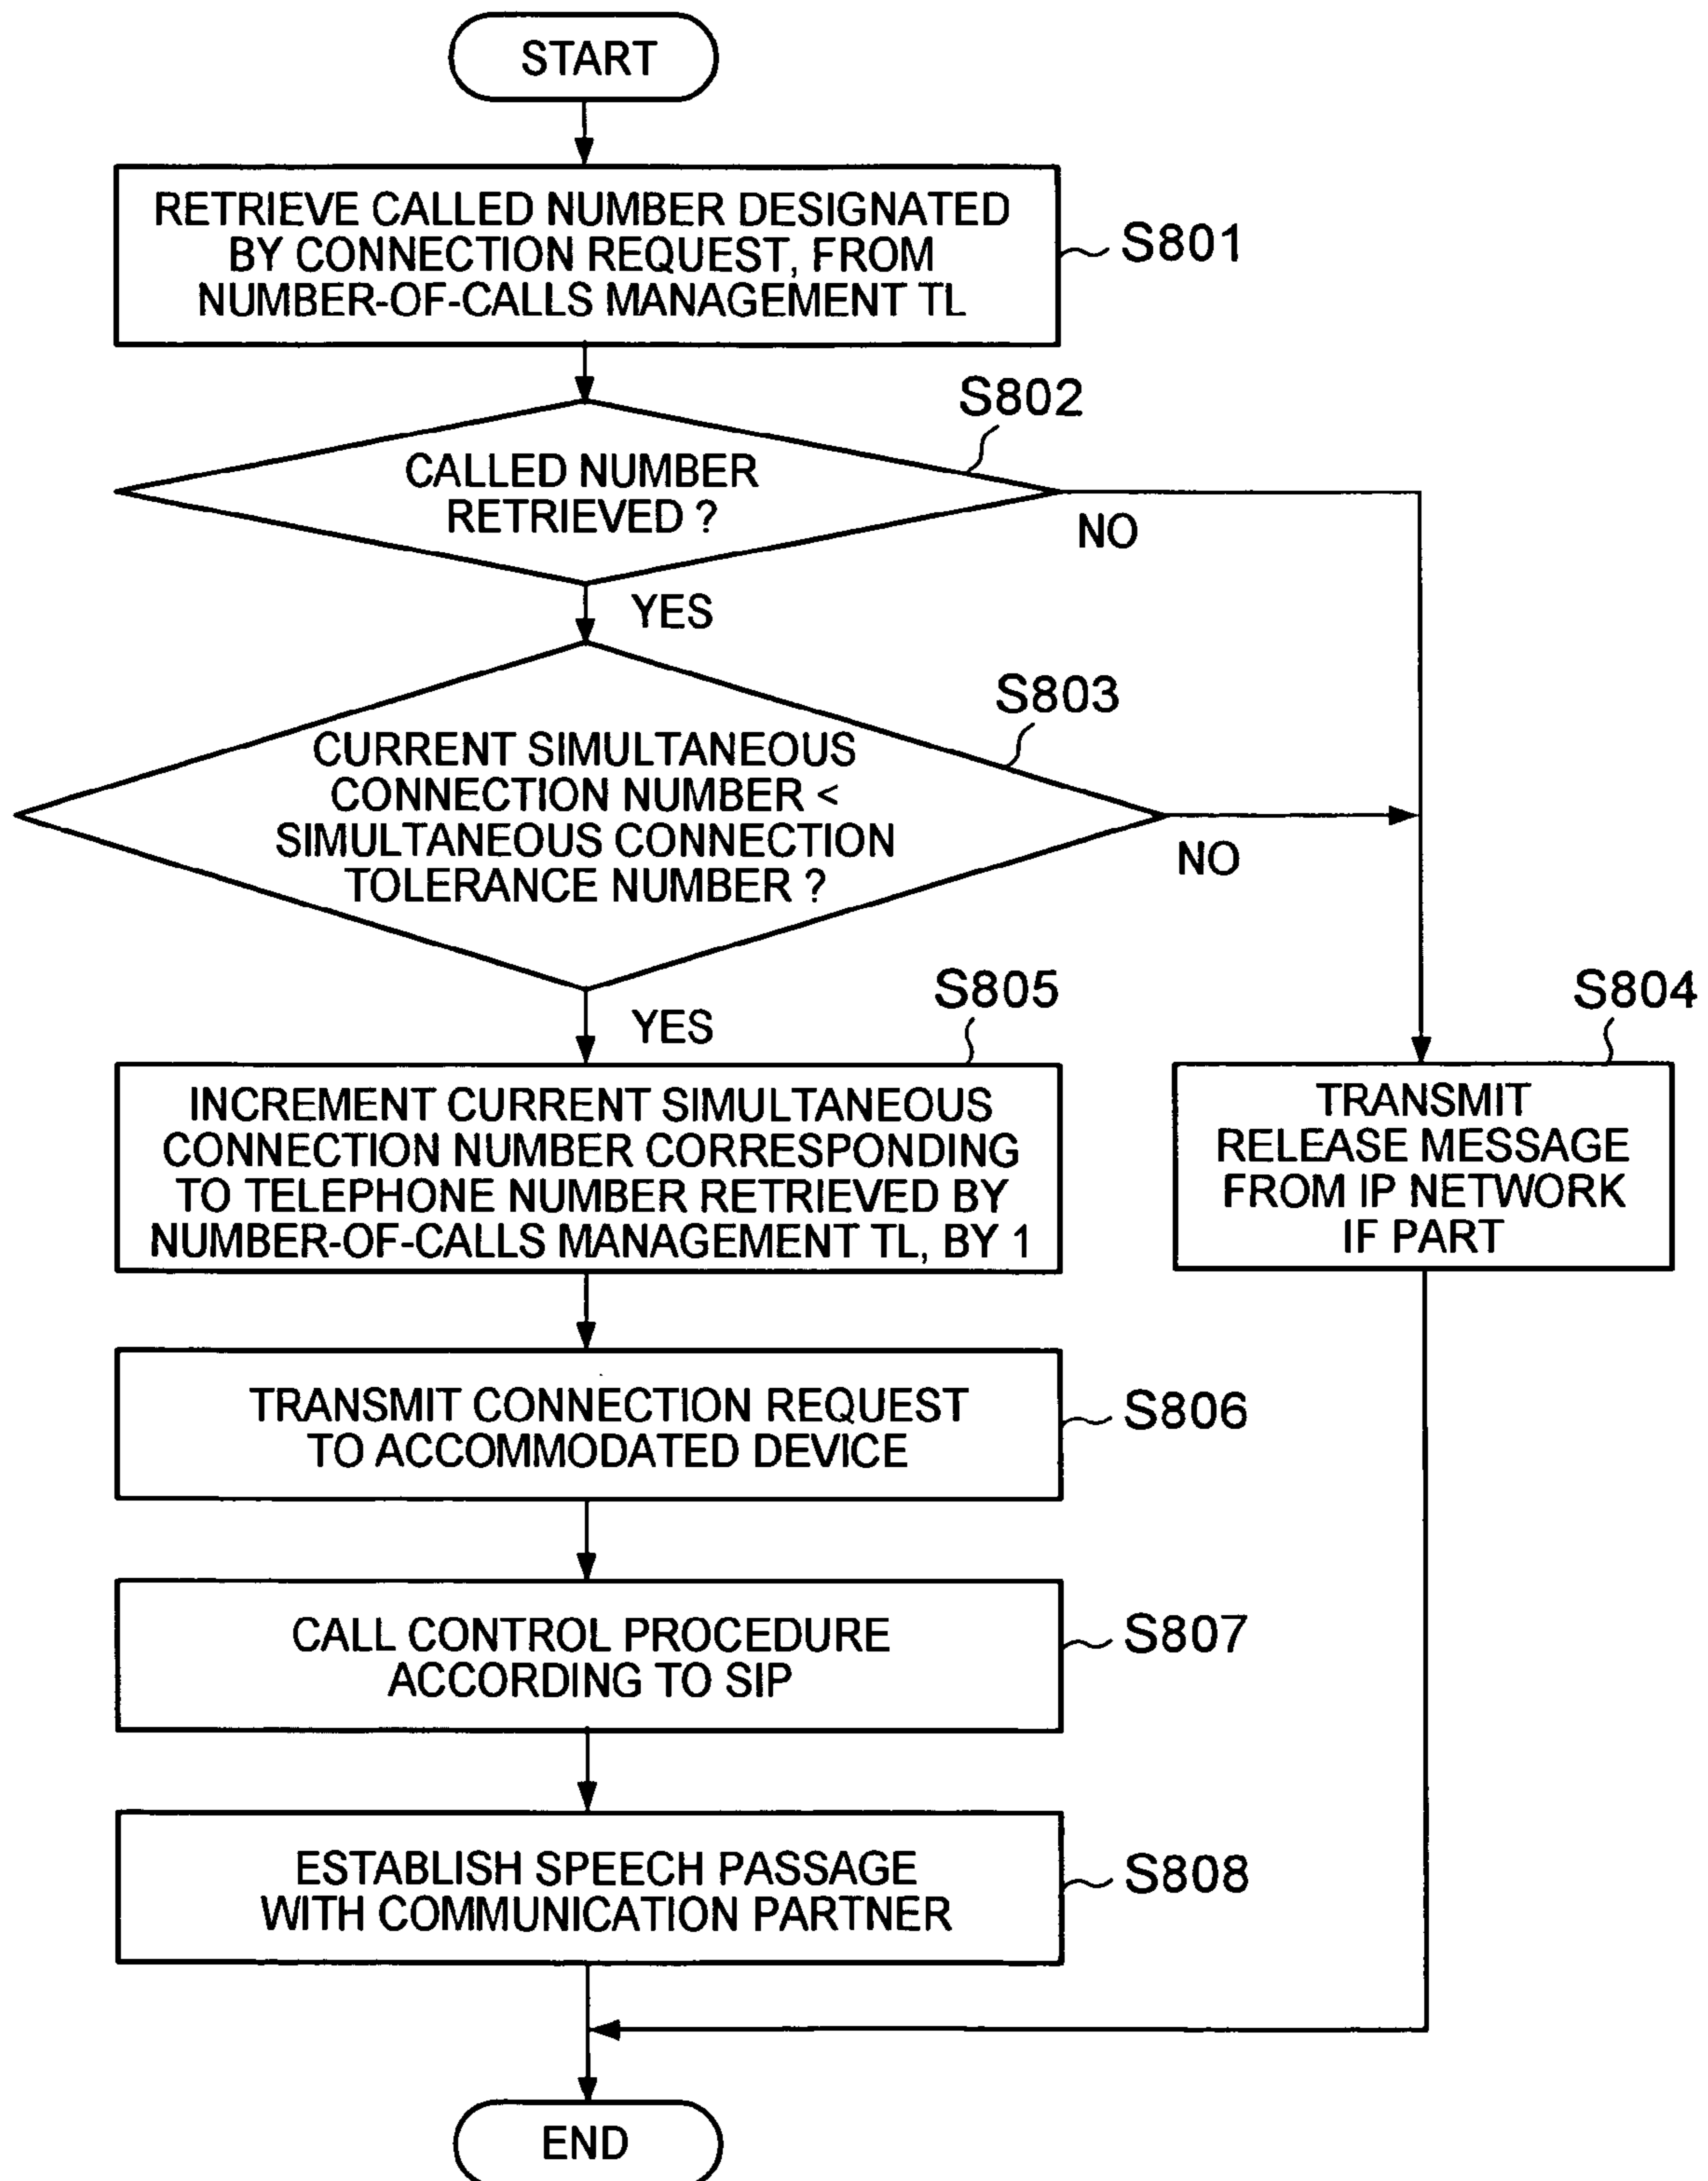 START
RETRIEVE CALLED NUMBER DESIGNATED
BY CONNECTION REQUEST, FROM
NUMBER-OF-CALLS MANAGEMENT TL
S801
S802
CALLED NUMBER
RETRIEVED ?
NO
YES
S803
CURRENT SIMULTANEOUS
CONNECTION NUMBER <
SIMULTANEOUS CONNECTION
TOLERANCE NUMBER ?
NO
YES
S805
INCREMENT CURRENT SIMULTANEOUS
CONNECTION NUMBER CORRESPONDING
TO TELEPHONE NUMBER RETRIEVED BY
NUMBER-OF-CALLS MANAGEMENT TL, BY 1
S804
TRANSMIT
RELEASE MESSAGE
FROM IP NETWORK
IF PART
TRANSMIT CONNECTION REQUEST
TO ACCOMMODATED DEVICE
S806
CALL CONTROL PROCEDURE
ACCORDING TO SIP
S807
ESTABLISH SPEECH PASSAGE
WITH COMMUNICATION PARTNER
S808
END